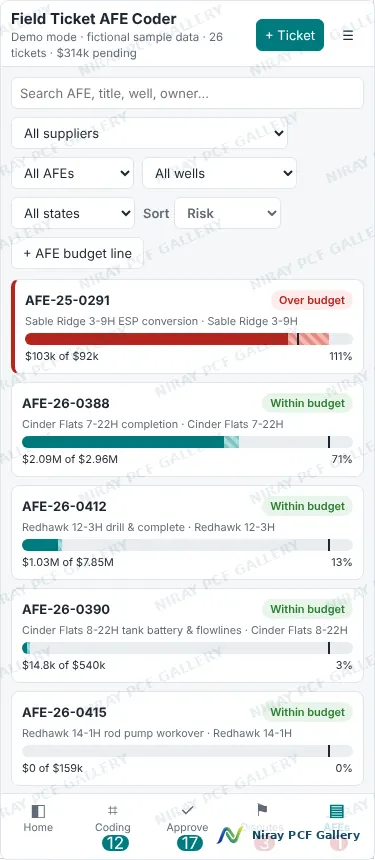 Field Ticket AFE Coder
Demo mode · fictional sample data · 26
tickets · $314k pending
+ Ticket
☰
Search AFE, title, well, owner...
All suppliers
All AFEs
All wells
All states
Sort
Risk
+ AFE budget line
AFE-25-0291
Over budget
Sable Ridge 3-9H ESP conversion · Sable Ridge 3-9H
$103k of $92k
111%
AFE-26-0388
Within budget
Cinder Flats 7-22H completion · Cinder Flats 7-22H
$2.09M of $2.96M
71%
AFE-26-0412
Within budget
Redhawk 12-3H drill & complete · Redhawk 12-3H
$1.03M of $7.85M
13%
AFE-26-0390
Within budget
Cinder Flats 8-22H tank battery & flowlines · Cinder Flats 8-22H
$14.8k of $540k
3%
AFE-26-0415
Within budget
Redhawk 14-1H rod pump workover · Redhawk 14-1H
$0 of $159k
0%
Home
Coding
12
Approve
17
Disputes
3
AFEs
1
Niray PCF Gallery
NIRAY PCF GALLERY